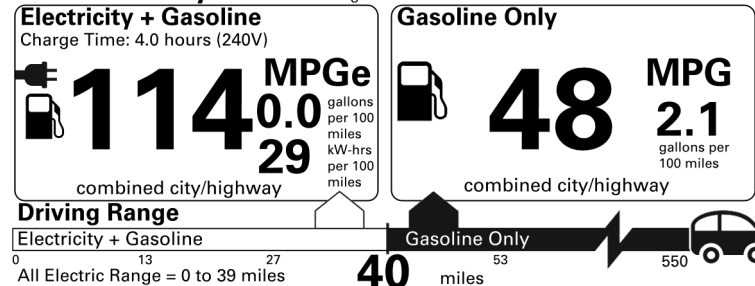 Electricity + Gasoline
Charge Time: 4.0 hours (240V)
114
MPGe
0.0
gallons
per 100
miles
29
kW-hrs
per 100
miles
combined city/highway
Gasoline Only
48
MPG
2.1
gallons per
100 miles
combined city/highway
Driving Range
Electricity + Gasoline
Gasoline Only
0 13 27 40 53 550
All Electric Range = 0 to 39 miles
miles